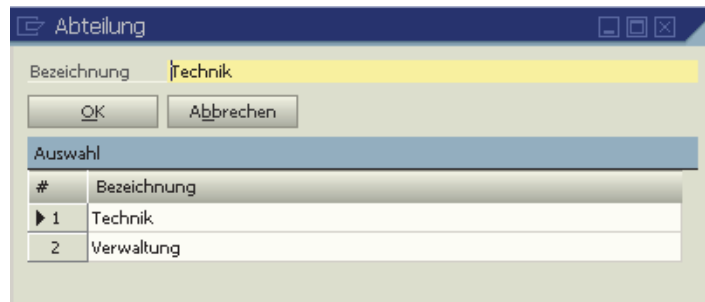 Abteilung
Bezeichnung Technik
OK Abbrechen
Auswahl
# Bezeichnung
1 Technik
2 Verwaltung